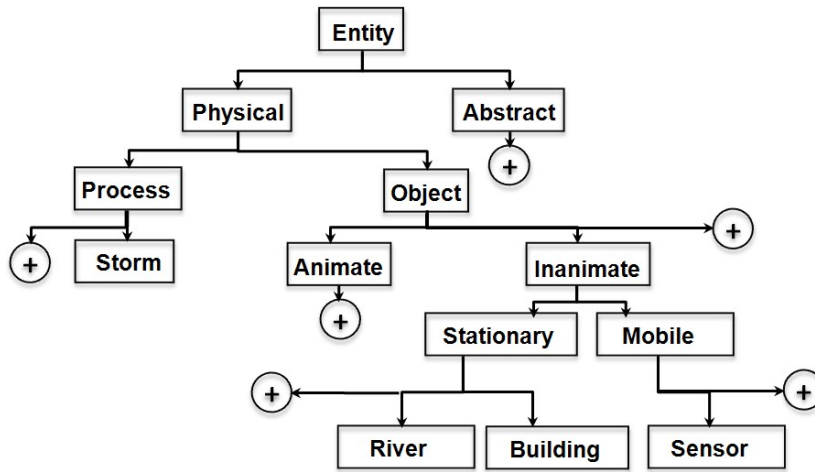 Entity
Physical
Abstract
+
Process
Object
+
+
Storm
Animate
Inanimate
+
Stationary
Mobile
+
+
River
Building
Sensor